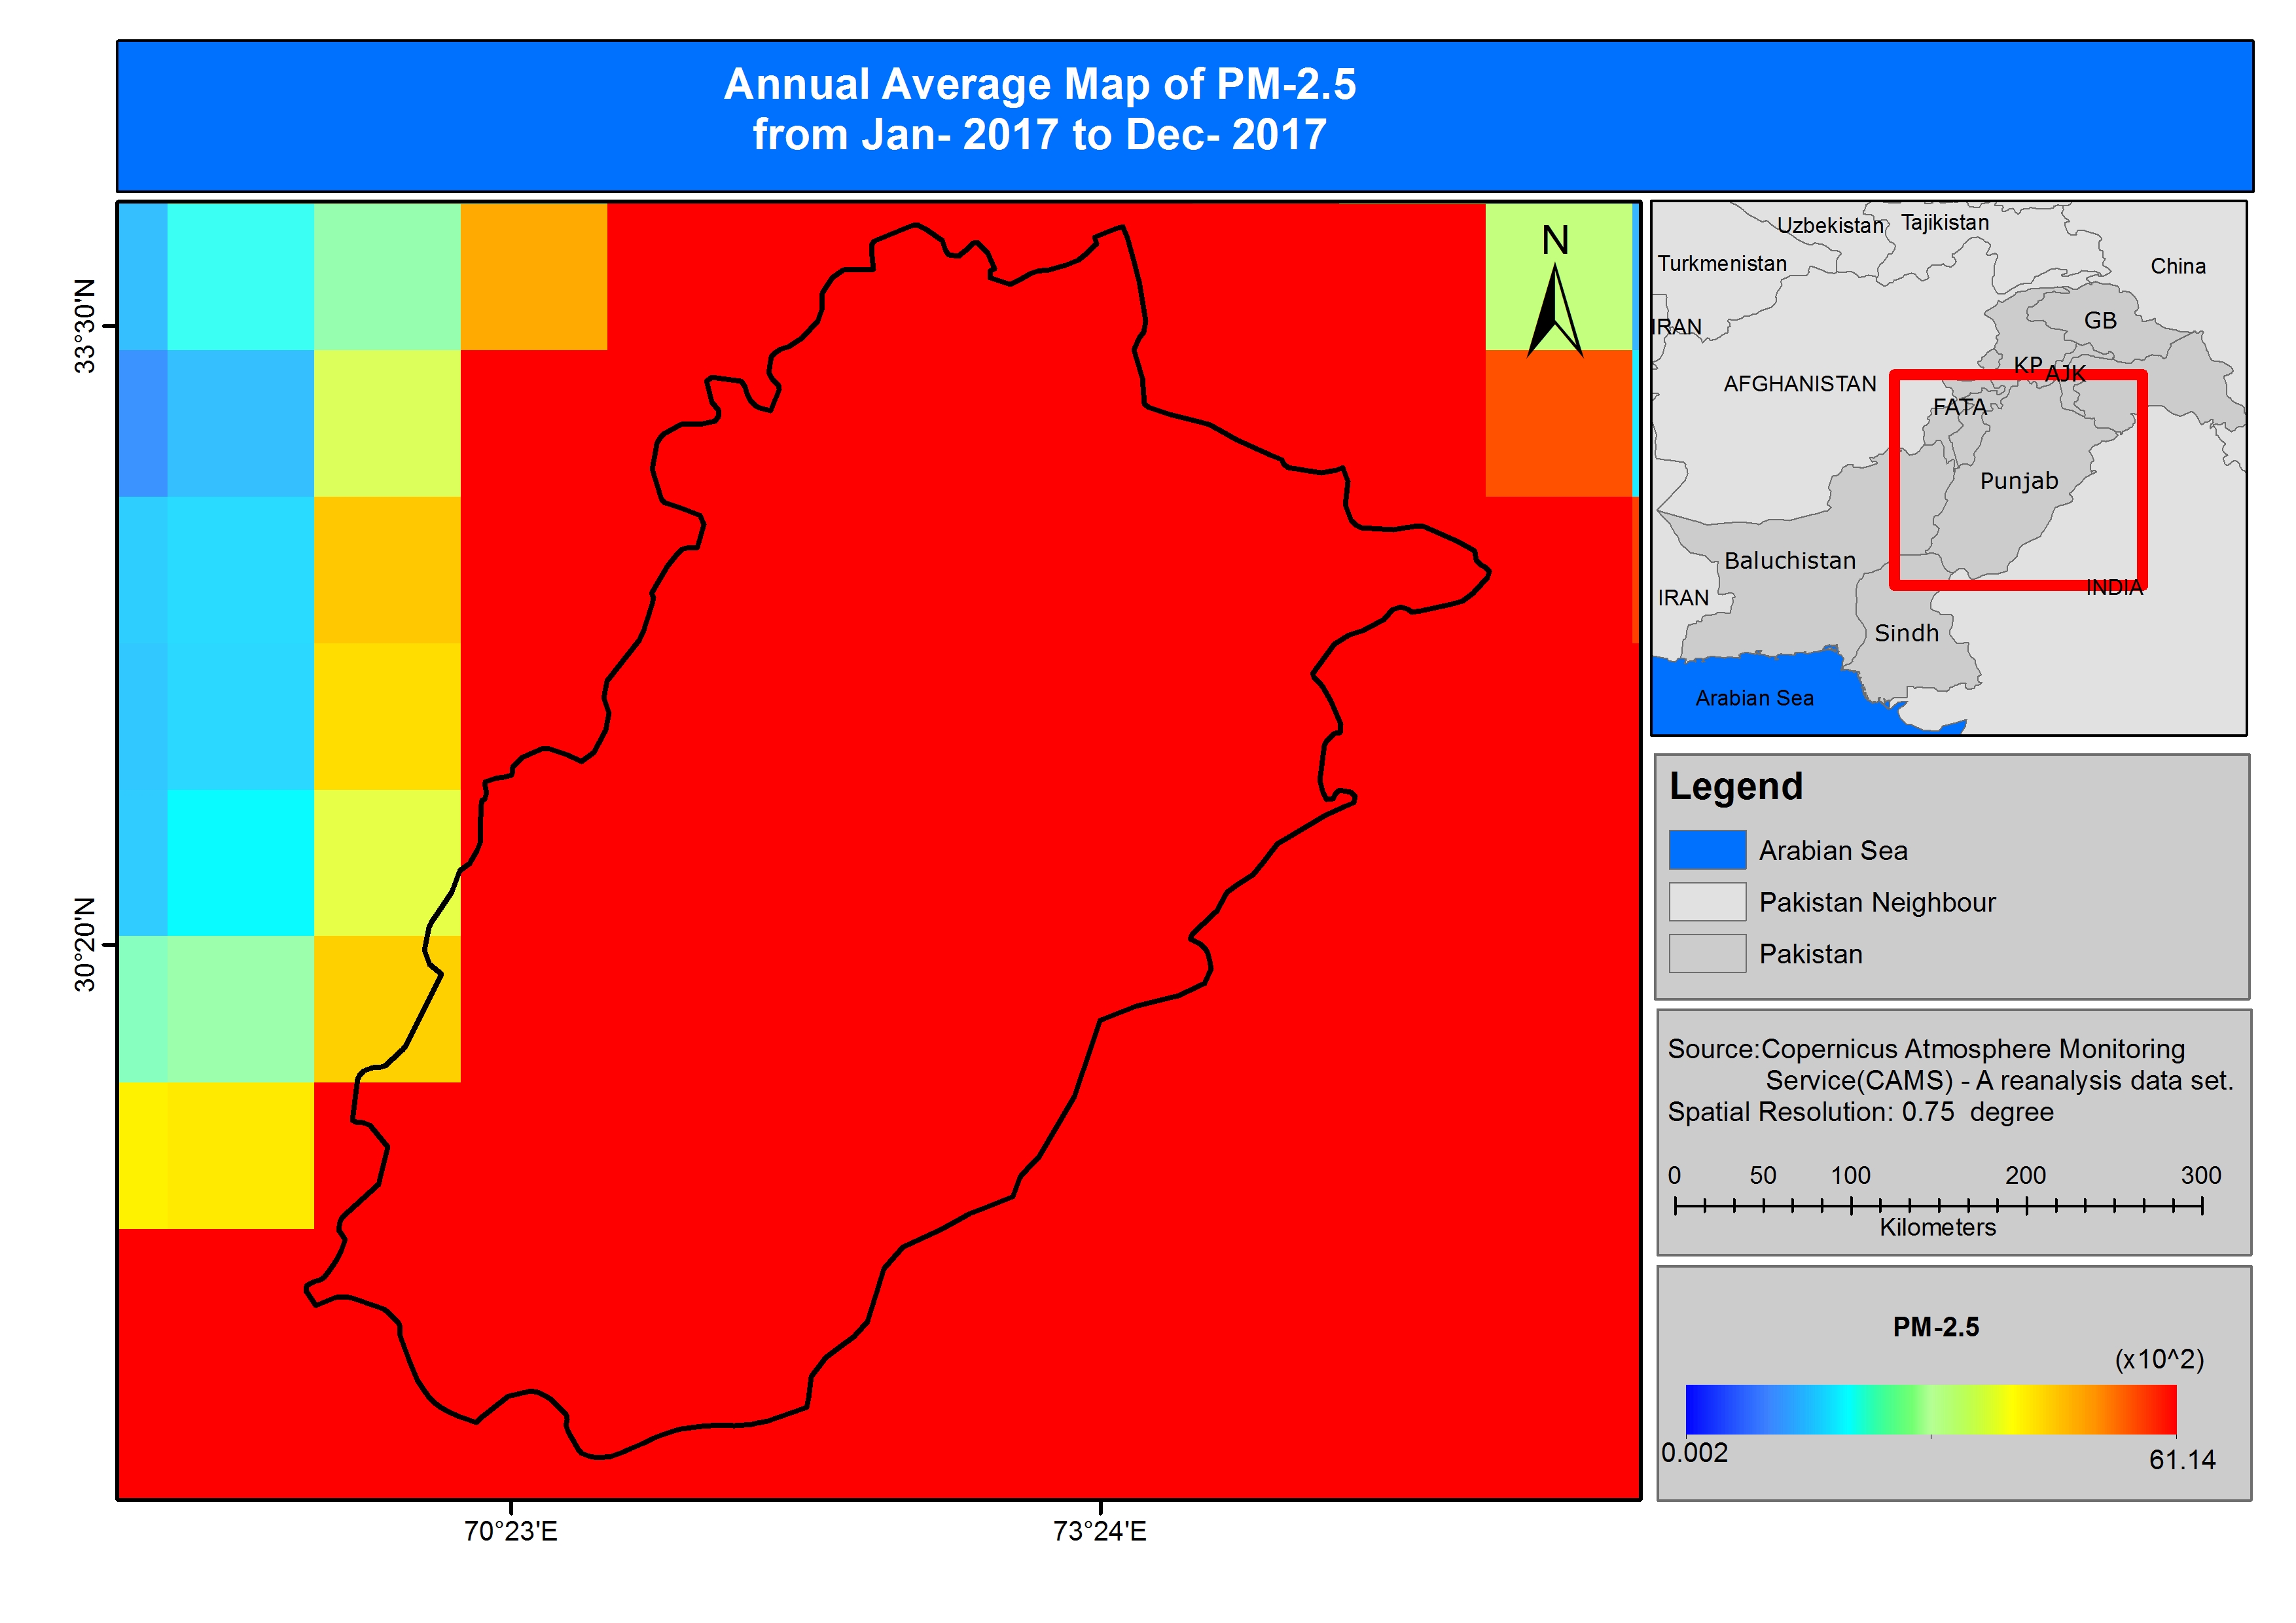 Annual Average Map of PM-2.5
from Jan- 2017 to Dec- 2017
33°30'N
30°20'N
70°23'E
73°24'E
N
Uzbekistan
Tajikistan
Turkmenistan
China
IRAN
GB
KP
AJK
AFGHANISTAN
FATA
Punjab
Baluchistan
INDIA
IRAN
Sindh
Arabian Sea
Legend
Arabian Sea
Pakistan Neighbour
Pakistan
Source:Copernicus Atmosphere Monitoring
Service(CAMS) - A reanalysis data set.
Spatial Resolution: 0.75 degree
0 50 100 200 300
Kilometers
PM-2.5
(x10^2)
0.002
61.14